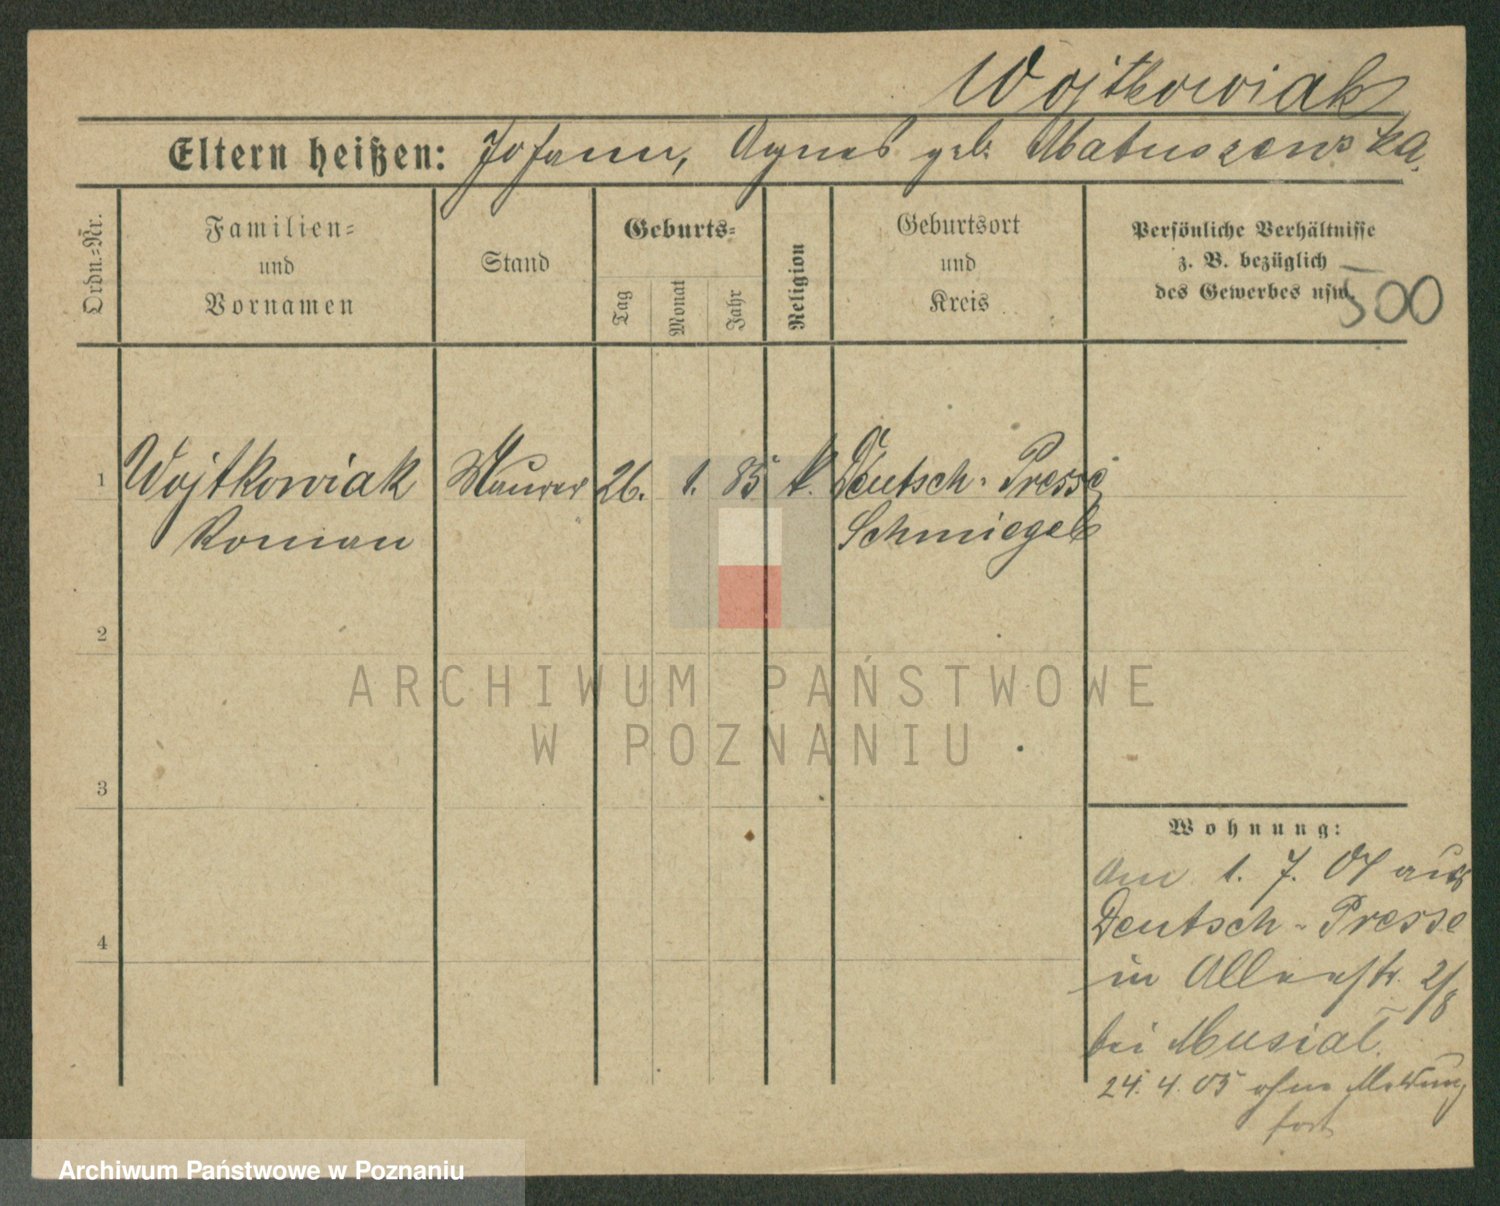 Wojtkowiak
Eltern heißen: Johann, Agnes geb. Matuszewska.
Ordn.-Nr.
Familien-
und
Vornamen
Stand
Geburts-
Tag
Monat
Jahr
Religion
Geburtsort
und
Kreis
Persönliche Verhältnisse
z. B. bezüglich
des Gewerbes usw.
500
1 Wojtkowiak Maurer 26. 1. 85 k. Deutsch-Presse
Roman Schmiegel
2
3
4
Wohnung:
Am 1. 7. 04 aus
Deutsch-Presse
in Allerstr. 2/8
bei Musial.
24. 4. 05 ohne Meldung
fort
ARCHIWUM PAŃSTWOWE
W POZNANIU
Archiwum Państwowe w Poznaniu